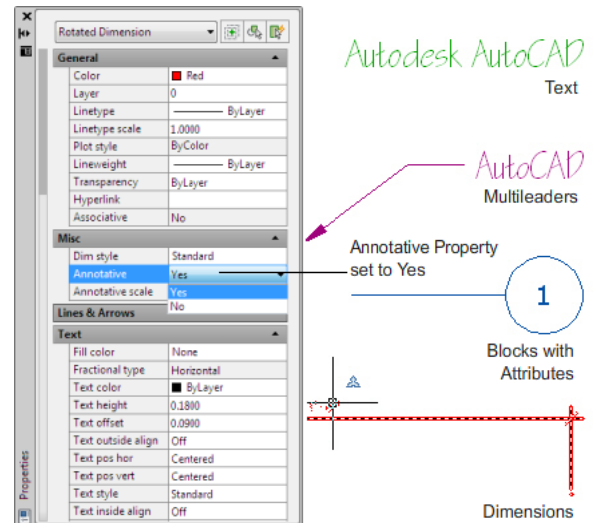 Rotated Dimension
General
Color Red
Layer 0
Linetype ByLayer
Linetype scale 1.0000
Plot style ByColor
Lineweight ByLayer
Transparency ByLayer
Hyperlink
Associative No
Misc
Dim style Standard
Annotative Yes
Annotative scale Yes
No
Lines & Arrows
Text
Fill color None
Fractional type Horizontal
Text color ByLayer
Text height 0.1800
Text offset 0.0900
Text outside align Off
Text pos hor Centered
Text pos vert Centered
Text style Standard
Text inside align Off
Properties
Autodesk AutoCAD
Text
AutoCAD
Multileaders
Annotative Property
set to Yes
1
Blocks with
Attributes
Dimensions